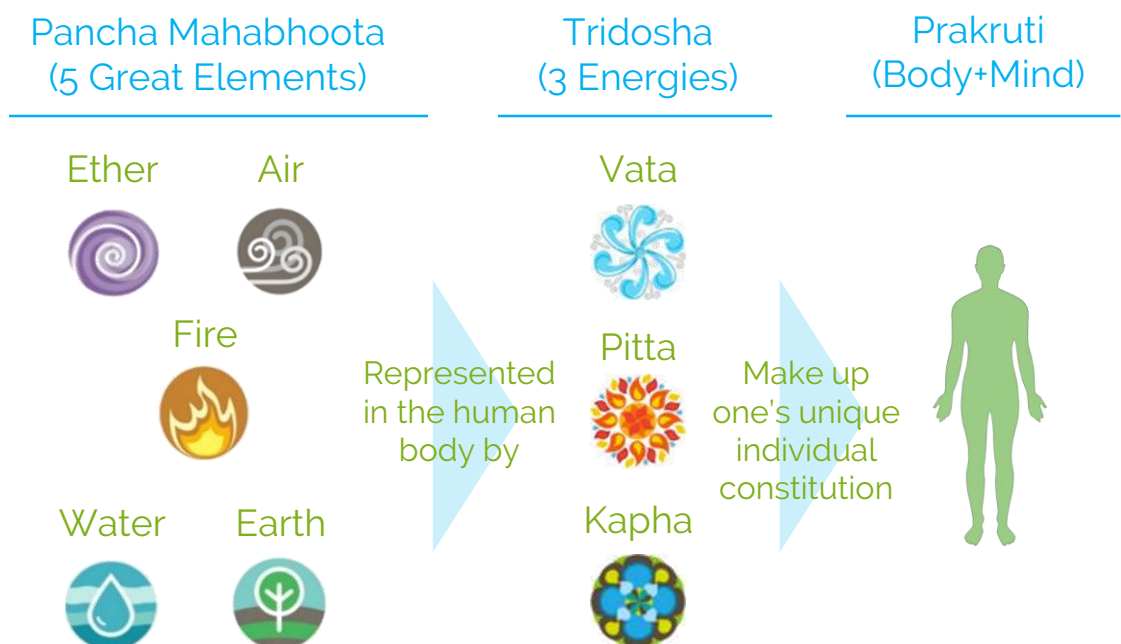 Pancha Mahabhoota
(5 Great Elements)
Tridosha
(3 Energies)
Prakruti
(Body+Mind)
Ether
Air
Fire
Water
Earth
Represented
in the human
body by
Vata
Pitta
Kapha
Make up
one's unique
individual
constitution